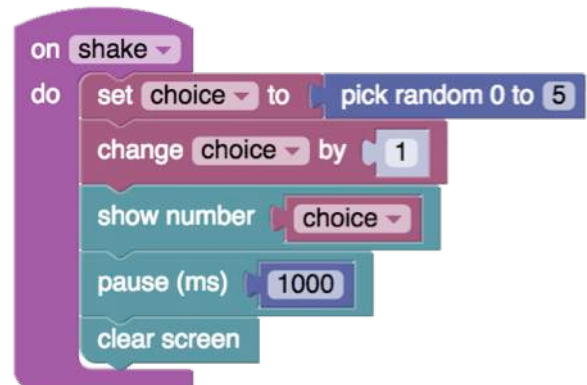 on shake
do set choice to pick random 0 to 5
change choice by 1
show number choice
pause (ms) 1000
clear screen